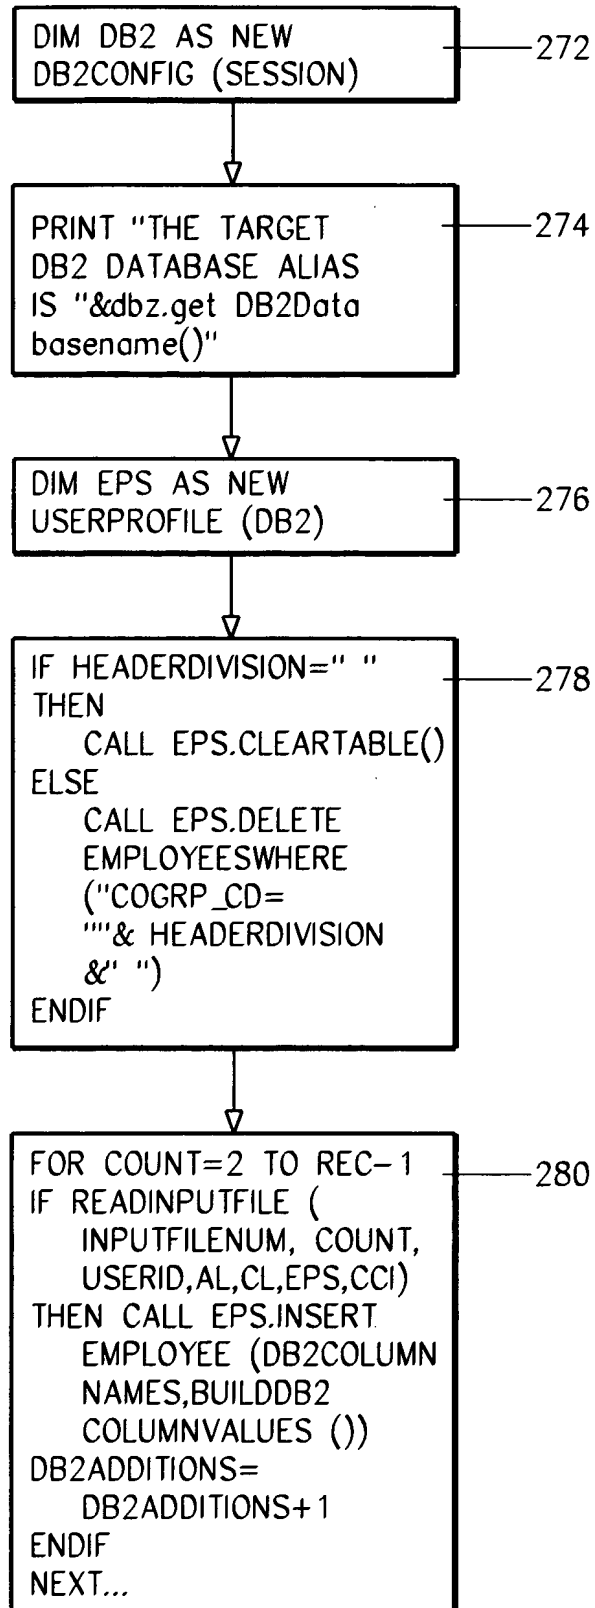 DIM DB2 AS NEW
DB2CONFIG (SESSION)
272
PRINT "THE TARGET
DB2 DATABASE ALIAS
IS "&dbz.get DB2Data
basename()"
274
DIM EPS AS NEW
USERPROFILE (DB2)
276
IF HEADERDIVISION=" "
THEN
CALL EPS.CLEARTABLE()
ELSE
CALL EPS.DELETE
EMPLOYEESWHERE
("COGRP_CD=
""& HEADERDIVISION
&" ")
ENDIF
278
FOR COUNT=2 TO REC-1
IF READINPUTFILE (
INPUTFILENUM, COUNT,
USERID,AL,CL,EPS,CCI)
THEN CALL EPS.INSERT
EMPLOYEE (DB2COLUMN
NAMES,BUILDDB2
COLUMNVALUES ())
DB2ADDITIONS=
DB2ADDITIONS+1
ENDIF
NEXT...
280